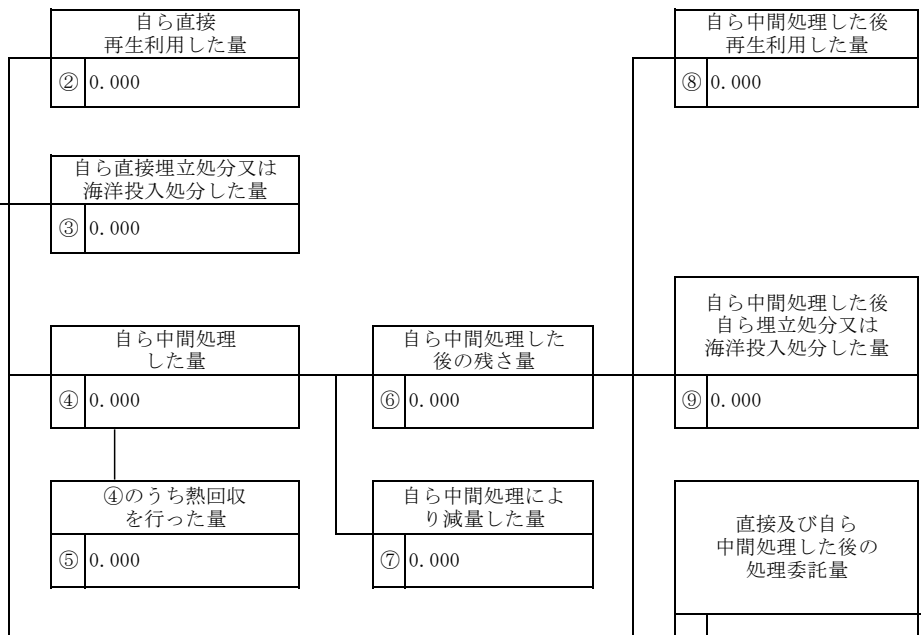 自ら直接
再生利用した量
② 0.000
自ら中間処理した後
再生利用した量
⑧ 0.000
自ら直接埋立処分又は
海洋投入処分した量
③ 0.000
自ら中間処理
した量
④ 0.000
自ら中間処理した
後の残さ量
⑥ 0.000
自ら中間処理した後
自ら埋立処分又は
海洋投入処分した量
⑨ 0.000
④のうち熱回収
を行った量
⑤ 0.000
自ら中間処理によ
り減量した量
⑦ 0.000
直接及び自ら
中間処理した後の
処理委託量